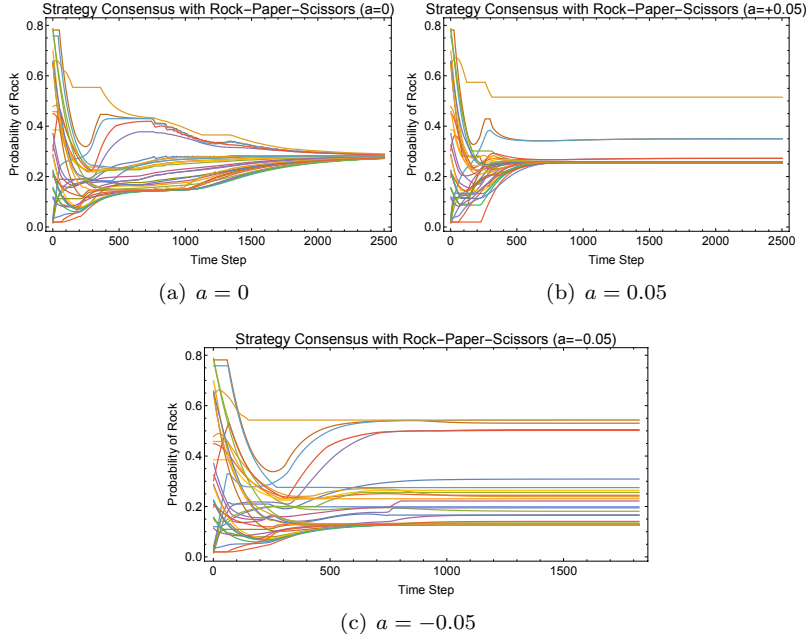 Strategy Consensus with Rock-Paper-Scissors (a=0)
0.8
0.6
0.4
0.2
0.0
Probability of Rock
0 500 1000 1500 2000 2500
Time Step
(a) a = 0
Strategy Consensus with Rock-Paper-Scissors (a=+0.05)
0.8
0.6
0.4
0.2
0.0
Probability of Rock
0 500 1000 1500 2000 2500
Time Step
(b) a = 0.05
Strategy Consensus with Rock-Paper-Scissors (a=-0.05)
0.8
0.6
0.4
0.2
0.0
Probability of Rock
0 500 1000 1500
Time Step
(c) a = −0.05